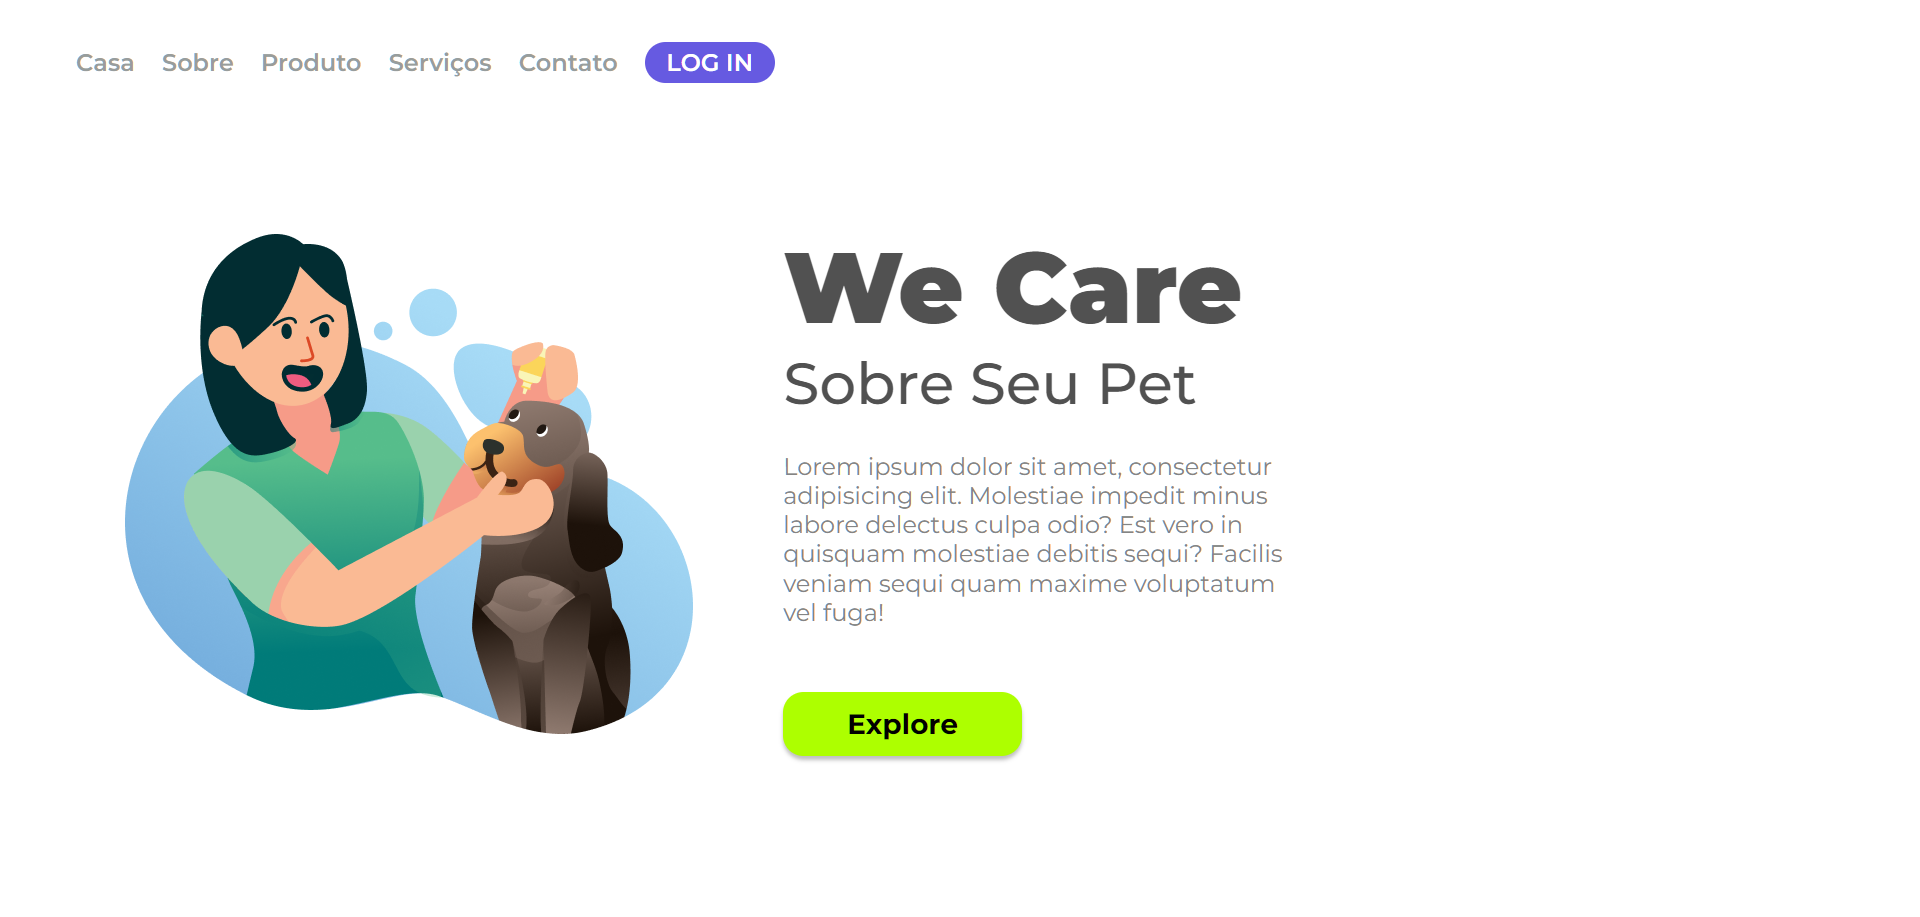 Casa Sobre Produto Serviços Contato LOG IN
We Care
Sobre Seu Pet
Lorem ipsum dolor sit amet, consectetur
adipisicing elit. Molestiae impedit minus
labore delectus culpa odio? Est vero in
quisquam molestiae debitis sequi? Facilis
veniam sequi quam maxime voluptatum
vel fuga!
Explore